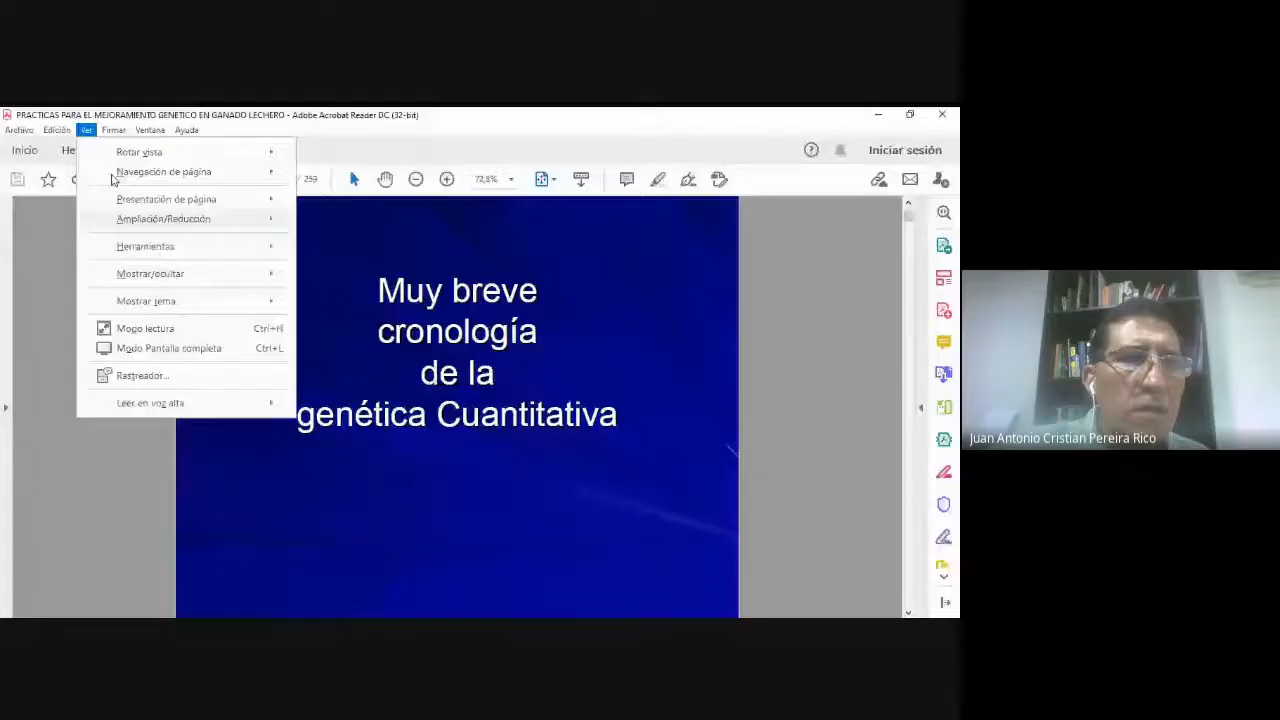 PRACTICAS PARA EL MEJORAMIENTO GENETICO EN GANADO LECHERO - Adobe Acrobat Reader DC (32-bit)
Archivo Edición Ver Firmar Ventana Ayuda
Inicio He
Iniciar sesión
/ 259
72,8%
Rotar vista
Navegación de página
Presentación de página
Ampliación/Reducción
Herramientas
Mostrar/ocultar
Mostrar tema
Modo lectura Ctrl+H
Modo Pantalla completa Ctrl+L
Rastreador...
Leer en voz alta
Muy breve
cronología
de la
genética Cuantitativa
Juan Antonio Cristian Pereira Rico